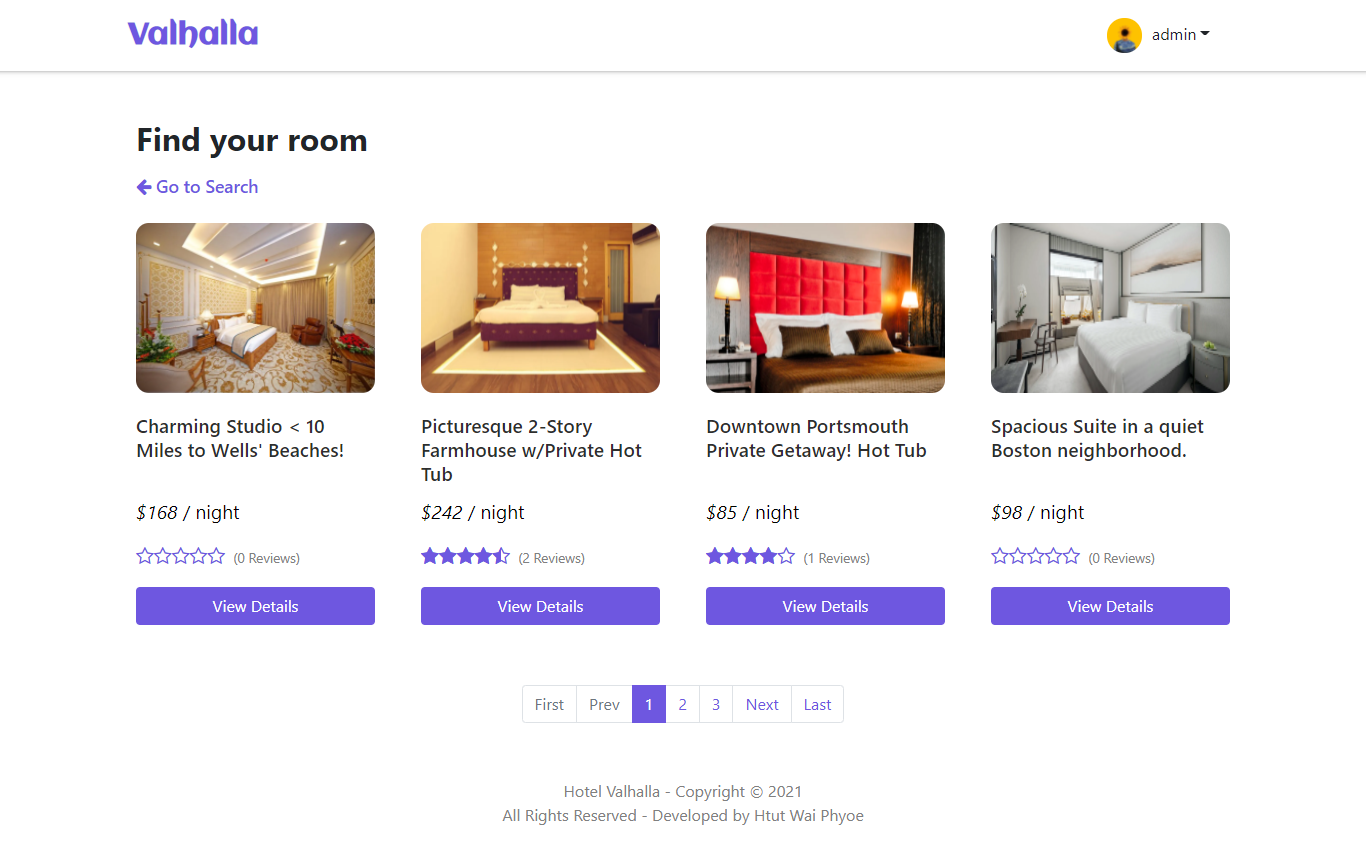 Valhalla
admin
Find your room
Go to Search
Charming Studio < 10
Miles to Wells' Beaches!
$168 / night
(0 Reviews)
View Details
Picturesque 2-Story
Farmhouse w/Private Hot
Tub
$242 / night
(2 Reviews)
View Details
Downtown Portsmouth
Private Getaway! Hot Tub
$85 / night
(1 Reviews)
View Details
Spacious Suite in a quiet
Boston neighborhood.
$98 / night
(0 Reviews)
View Details
First Prev 1 2 3 Next Last
Hotel Valhalla - Copyright © 2021
All Rights Reserved - Developed by Htut Wai Phyoe